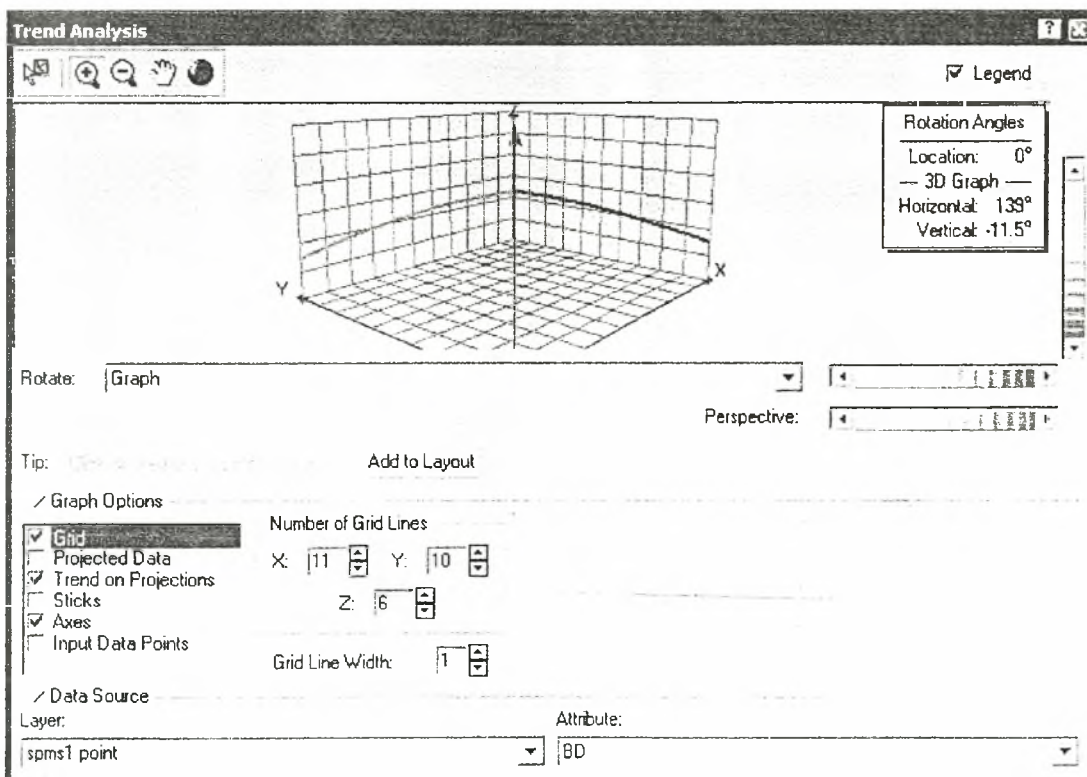 Trend Analysis
Legend
Z
Y
X
Rotation Angles
Location: 0°
— 3D Graph —
Horizontal: 139°
Vertical: -11.5°
Rotate: Graph
Perspective:
Tip:
Add to Layout
Graph Options
Grid
Projected Data
Trend on Projections
Sticks
Axes
Input Data Points
Number of Grid Lines
X: 11 Y: 10
Z: 6
Grid Line Width: 1
Data Source
Layer: Attribute:
spms1 point BD